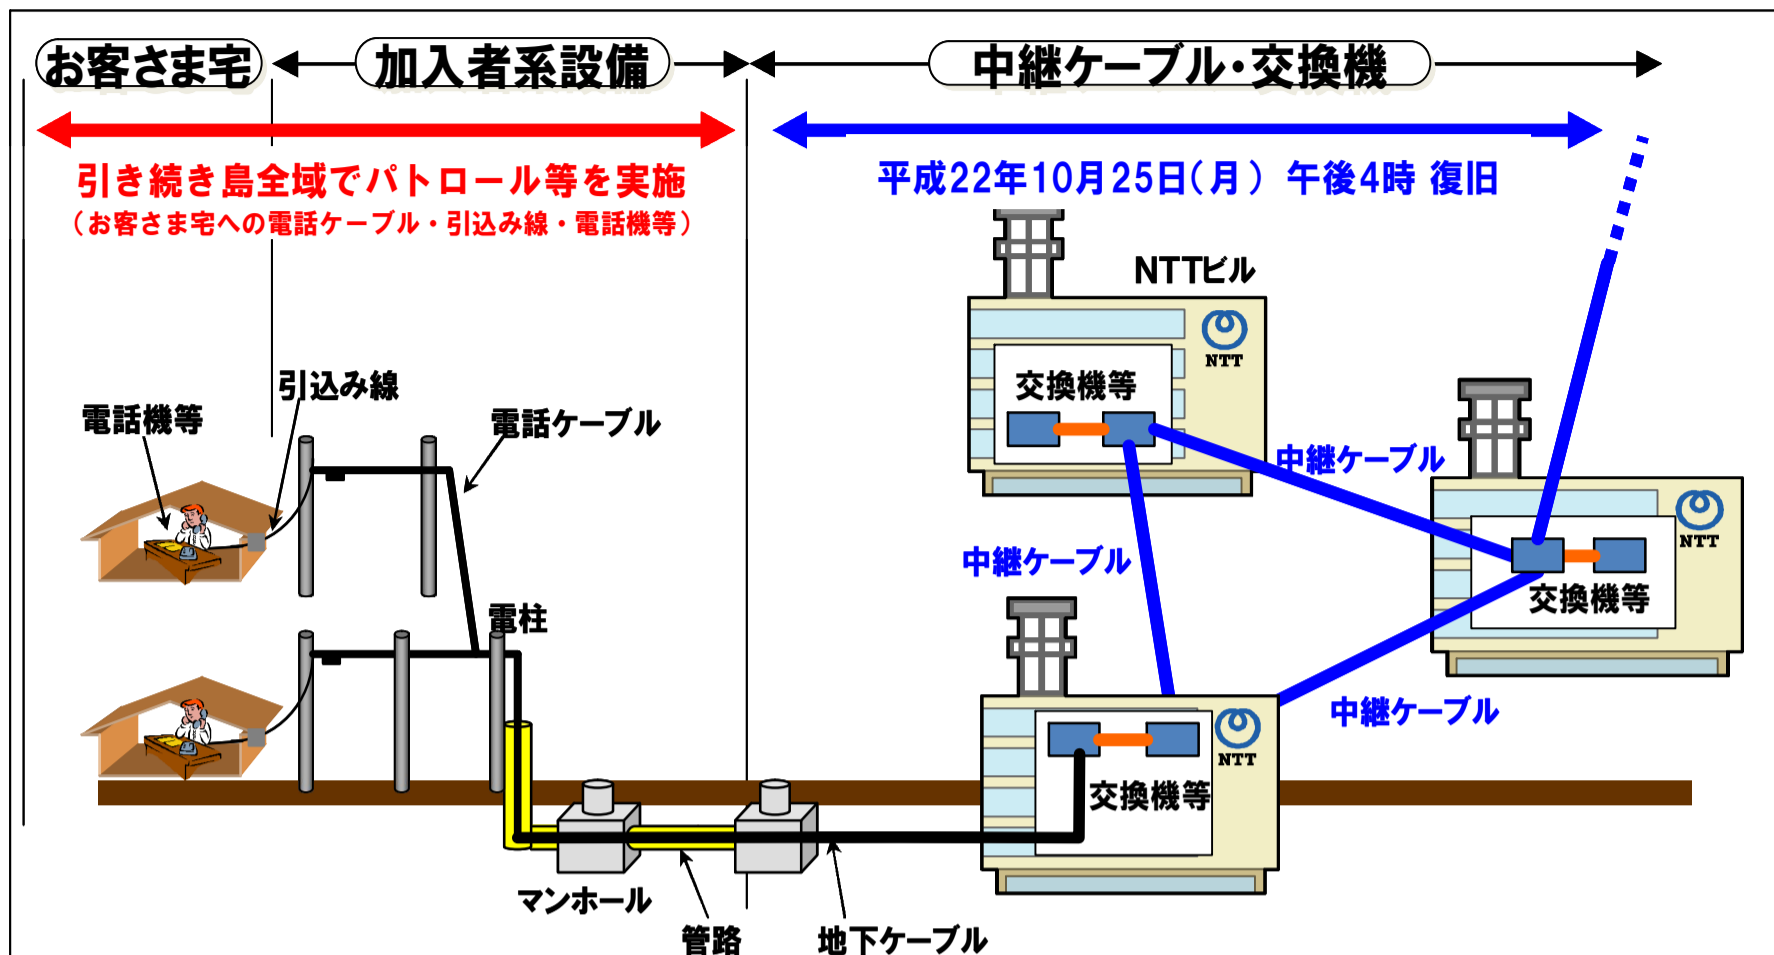 お客さま宅
加入者系設備
中継ケーブル・交換機
引き続き島全域でパトロール等を実施
（お客さま宅への電話ケーブル・引込み線・電話機等）
平成22年10月25日（月） 午後4時 復旧
NTTビル
NTT
交換機等
引込み線
電話機等
電話ケーブル
中継ケーブル
NTT
交換機等
中継ケーブル
電柱
中継ケーブル
NTT
交換機等
マンホール
管路
地下ケーブル